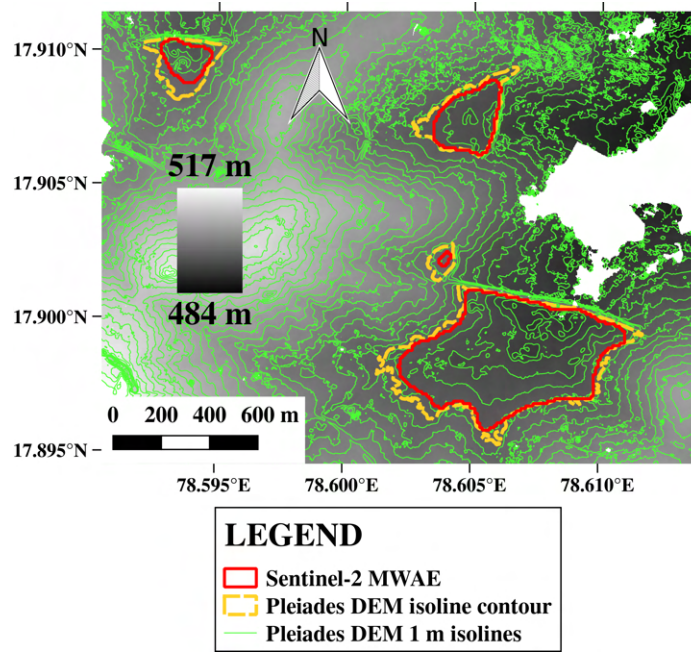 17.910°N
N
17.905°N
517 m
484 m
17.900°N
0 200 400 600 m
17.895°N
78.595°E 78.600°E 78.605°E 78.610°E
LEGEND
Sentinel-2 MWAE
Pleiades DEM isoline contour
Pleiades DEM 1 m isolines